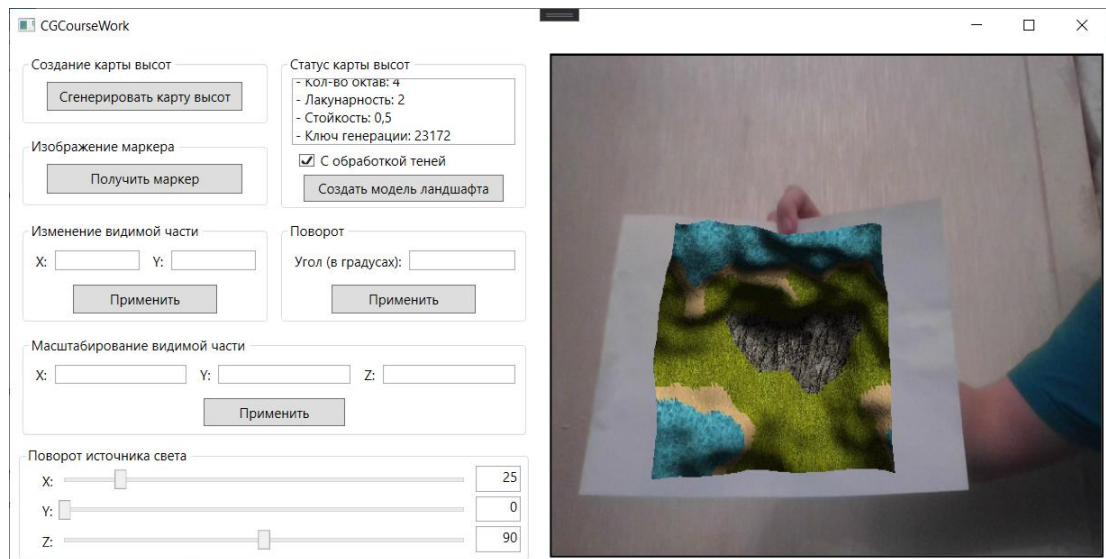 CGCourseWork
Создание карты высот
Сгенерировать карту высот
Статус карты высот
- Кол-во октав: 4
- Лакунарность: 2
- Стойкость: 0,5
- Ключ генерации: 23172
С обработкой теней
Создать модель ландшафта
Изображение маркера
Получить маркер
Изменение видимой части
X: Y:
Применить
Поворот
Угол (в градусах):
Применить
Масштабирование видимой части
X: Y: Z:
Применить
Поворот источника света
X: 25
Y: 0
Z: 90